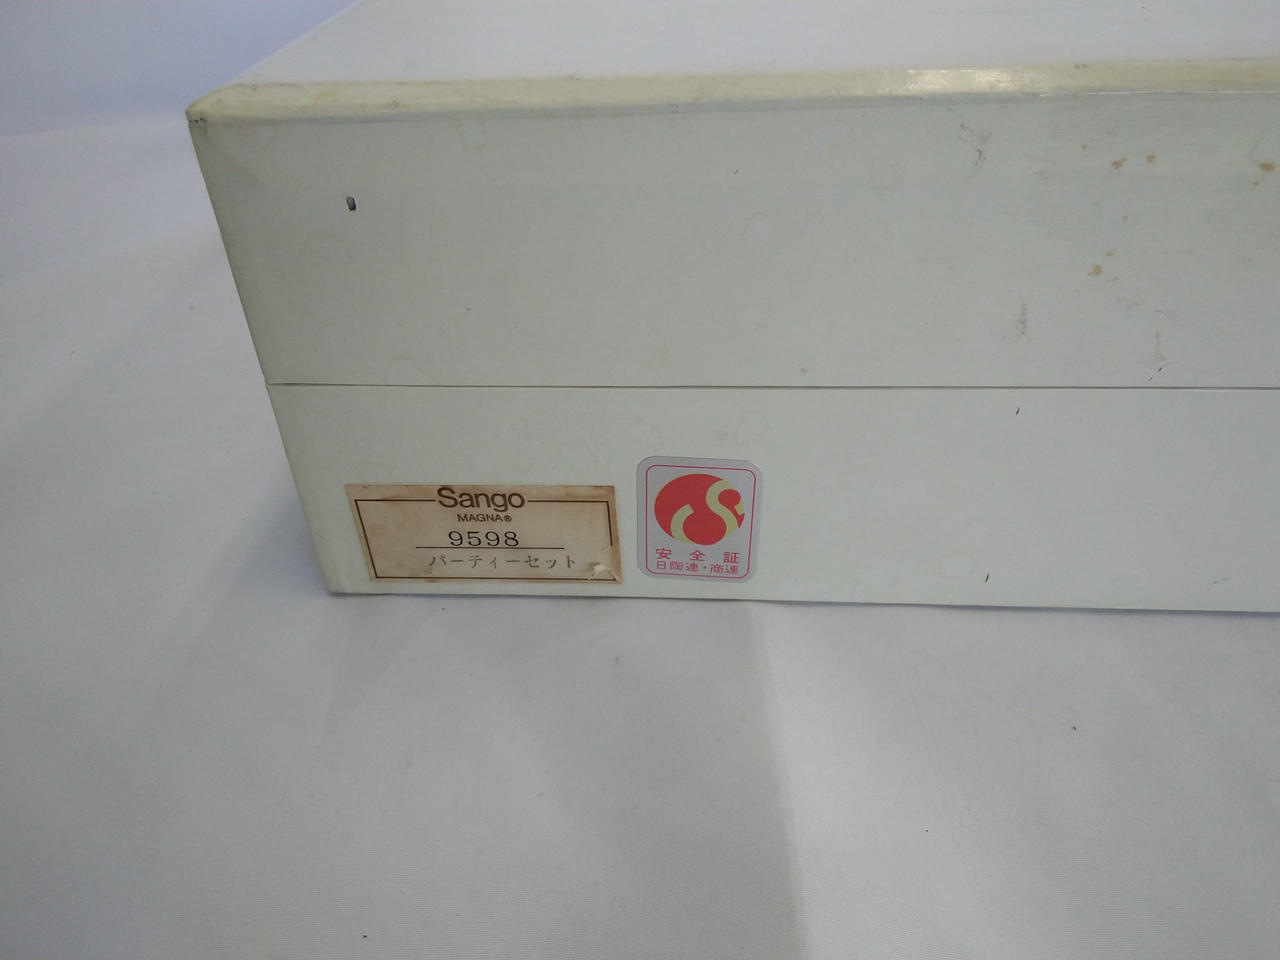 Sango
MAGNA®
9598
パーティーセット
安全証
日陶連・商連